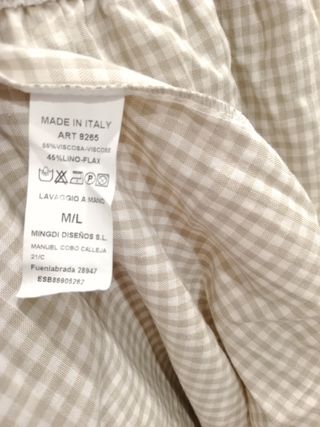 MADE IN ITALY
ART 8265
55%VISCOSA-VISCOSE
45%LINO-FLAX
LAVAGGIO A MANO
M/L
MINGDI DISEÑOS S.L.
MANUEL COBO CALLEJA
21/C
Fuenlabrada 28947
ESB86905262